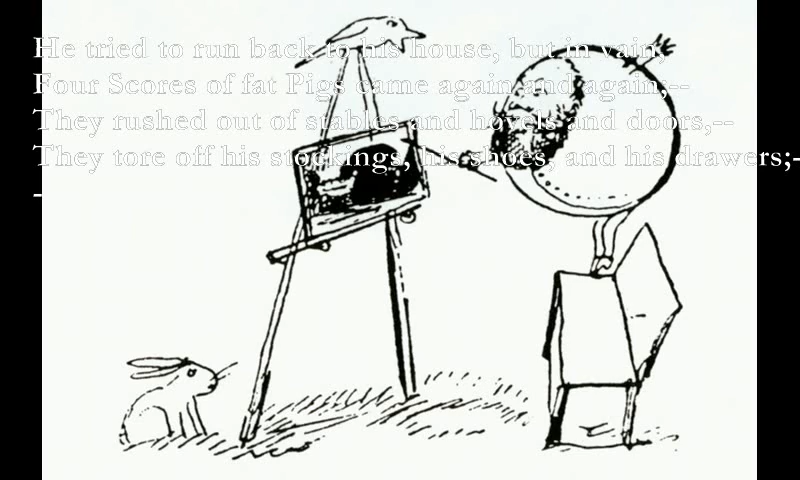 He tried to run back to his house, but in vain,
Four Scores of fat Pigs came again and again;--
They rushed out of stables and hovels and doors,--
They tore off his stockings, his shoes, and his drawers;-
-